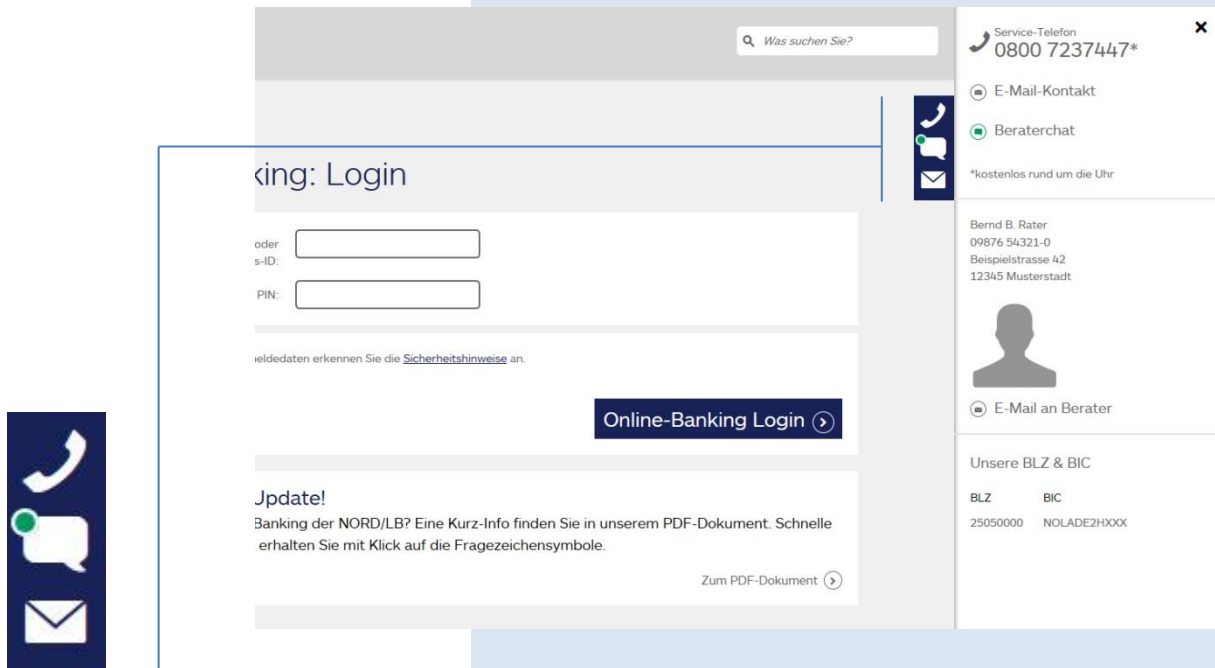 Was suchen Sie?
king: Login
oder
s-ID:
PIN:
eldedaten erkennen Sie die Sicherheitshinweise an.
Online-Banking Login
Update!
Banking der NORD/LB? Eine Kurz-Info finden Sie in unserem PDF-Dokument. Schnelle
erhalten Sie mit Klick auf die Fragezeichensymbole.
Zum PDF-Dokument
Service-Telefon
0800 7237447*
E-Mail-Kontakt
Beraterchat
*kostenlos rund um die Uhr
Bernd B. Rater
09876 54321-0
Beispielstrasse 42
12345 Musterstadt
E-Mail an Berater
Unsere BLZ & BIC
BLZ BIC
25050000 NOLADE2HXXX